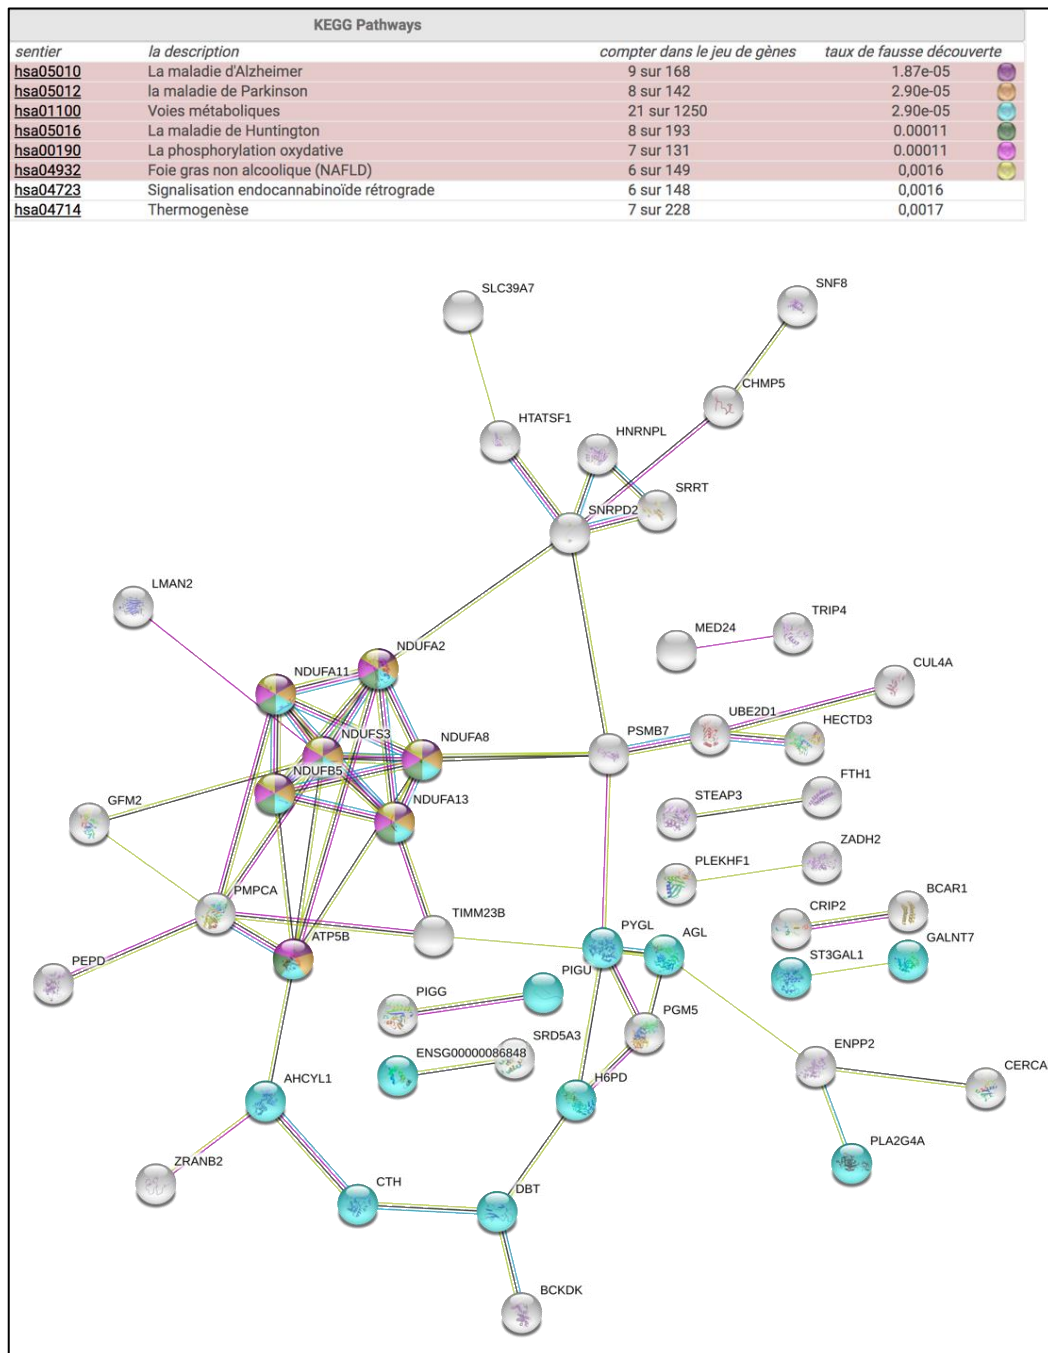 KEGG Pathways
sentier la description compter dans le jeu de gènes taux de fausse découverte
hsa05010 La maladie d'Alzheimer 9 sur 168 1.87e-05
hsa05012 la maladie de Parkinson 8 sur 142 2.90e-05
hsa01100 Voies métaboliques 21 sur 1250 2.90e-05
hsa05016 La maladie de Huntington 8 sur 193 0.00011
hsa00190 La phosphorylation oxydative 7 sur 131 0.00011
hsa04932 Foie gras non alcoolique (NAFLD) 6 sur 149 0,0016
hsa04723 Signalisation endocannabinoïde rétrograde 6 sur 148 0,0016
hsa04714 Thermogenèse 7 sur 228 0,0017
SLC39A7
SNF8
CHMP5
HTATSF1
HNRNPL
SRRT
SNRPD2
LMAN2
TRIP4
MED24
NDUFA2
NDUFA11
CUL4A
UBE2D1
NDUFS3
NDUFA8
PSMB7
HECTD3
NDUFB5
NDUFA13
FTH1
GFM2
STEAP3
ZADH2
PLEKHF1
PMPCA
BCAR1
CRIP2
TIMM23B
PYGL
AGL
ATP5B
GALNT7
ST3GAL1
PEPD
PIGU
PIGG
PGM5
SRD5A3
ENPP2
ENSG00000086848
CERCA
AHCYL1
H6PD
PLA2G4A
ZRANB2
CTH
DBT
BCKDK